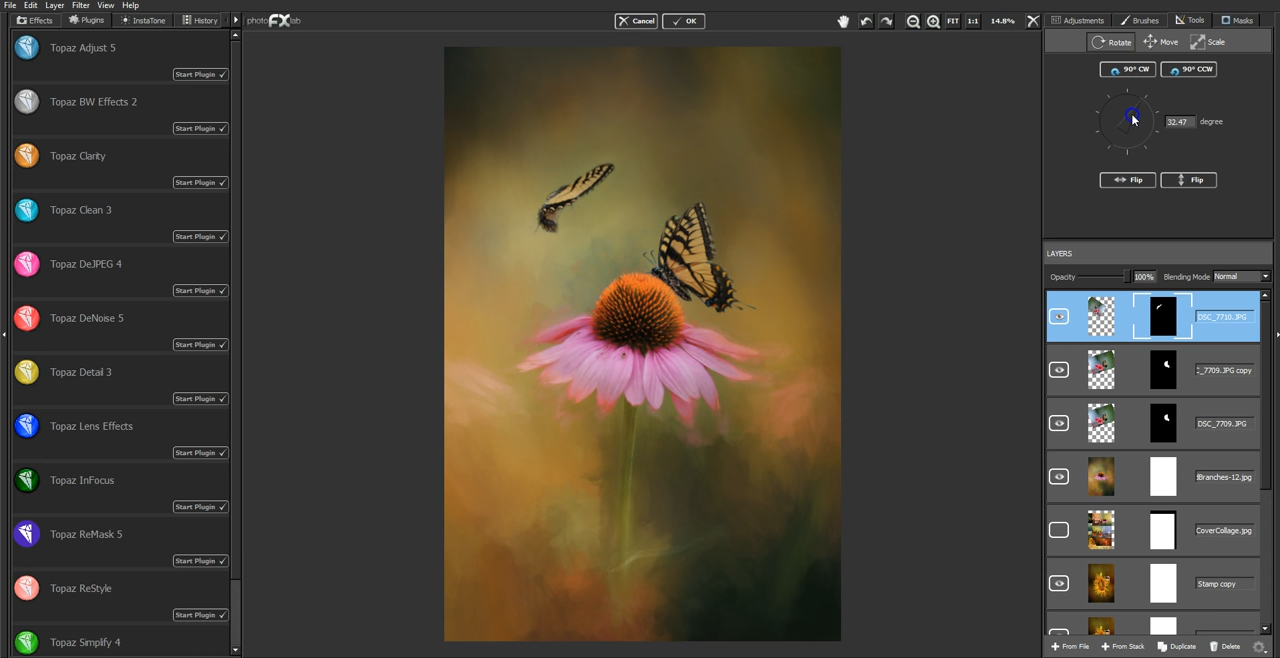 File Edit Layer Filter View Help
Effects Plugins InstaTone History
photo FX lab
Cancel OK
FIT 1:1 14.8%
Adjustments Brushes Tools Masks
Topaz Adjust 5
Start Plugin
Topaz BW Effects 2
Start Plugin
Topaz Clarity
Start Plugin
Topaz Clean 3
Start Plugin
Topaz DeJPEG 4
Start Plugin
Topaz DeNoise 5
Start Plugin
Topaz Detail 3
Start Plugin
Topaz Lens Effects
Start Plugin
Topaz InFocus
Start Plugin
Topaz ReMask 5
Start Plugin
Topaz ReStyle
Start Plugin
Topaz Simplify 4
Rotate Move Scale
90° CW 90° CCW
32.47 degree
Flip Flip
LAYERS
Opacity 100% Blending Mode Normal
DSC_7710.JPG
_7709.JPG copy
DSC_7709.JPG
Branches-12.jpg
CoverCollage.jpg
Stamp copy
From File From Stack Duplicate Delete